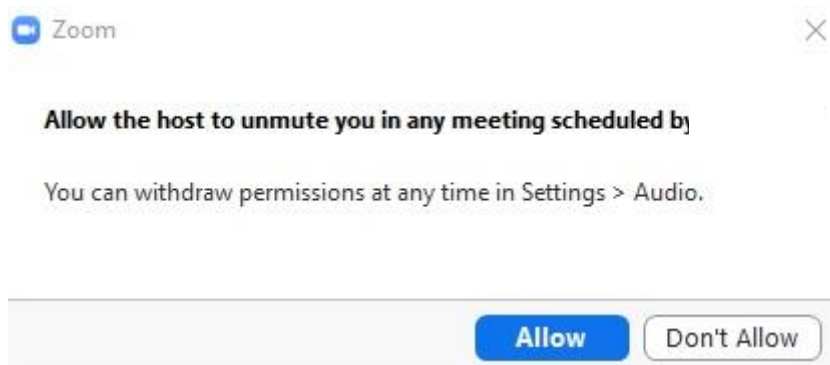 Zoom
Allow the host to unmute you in any meeting scheduled by
You can withdraw permissions at any time in Settings > Audio.
Allow
Don't Allow